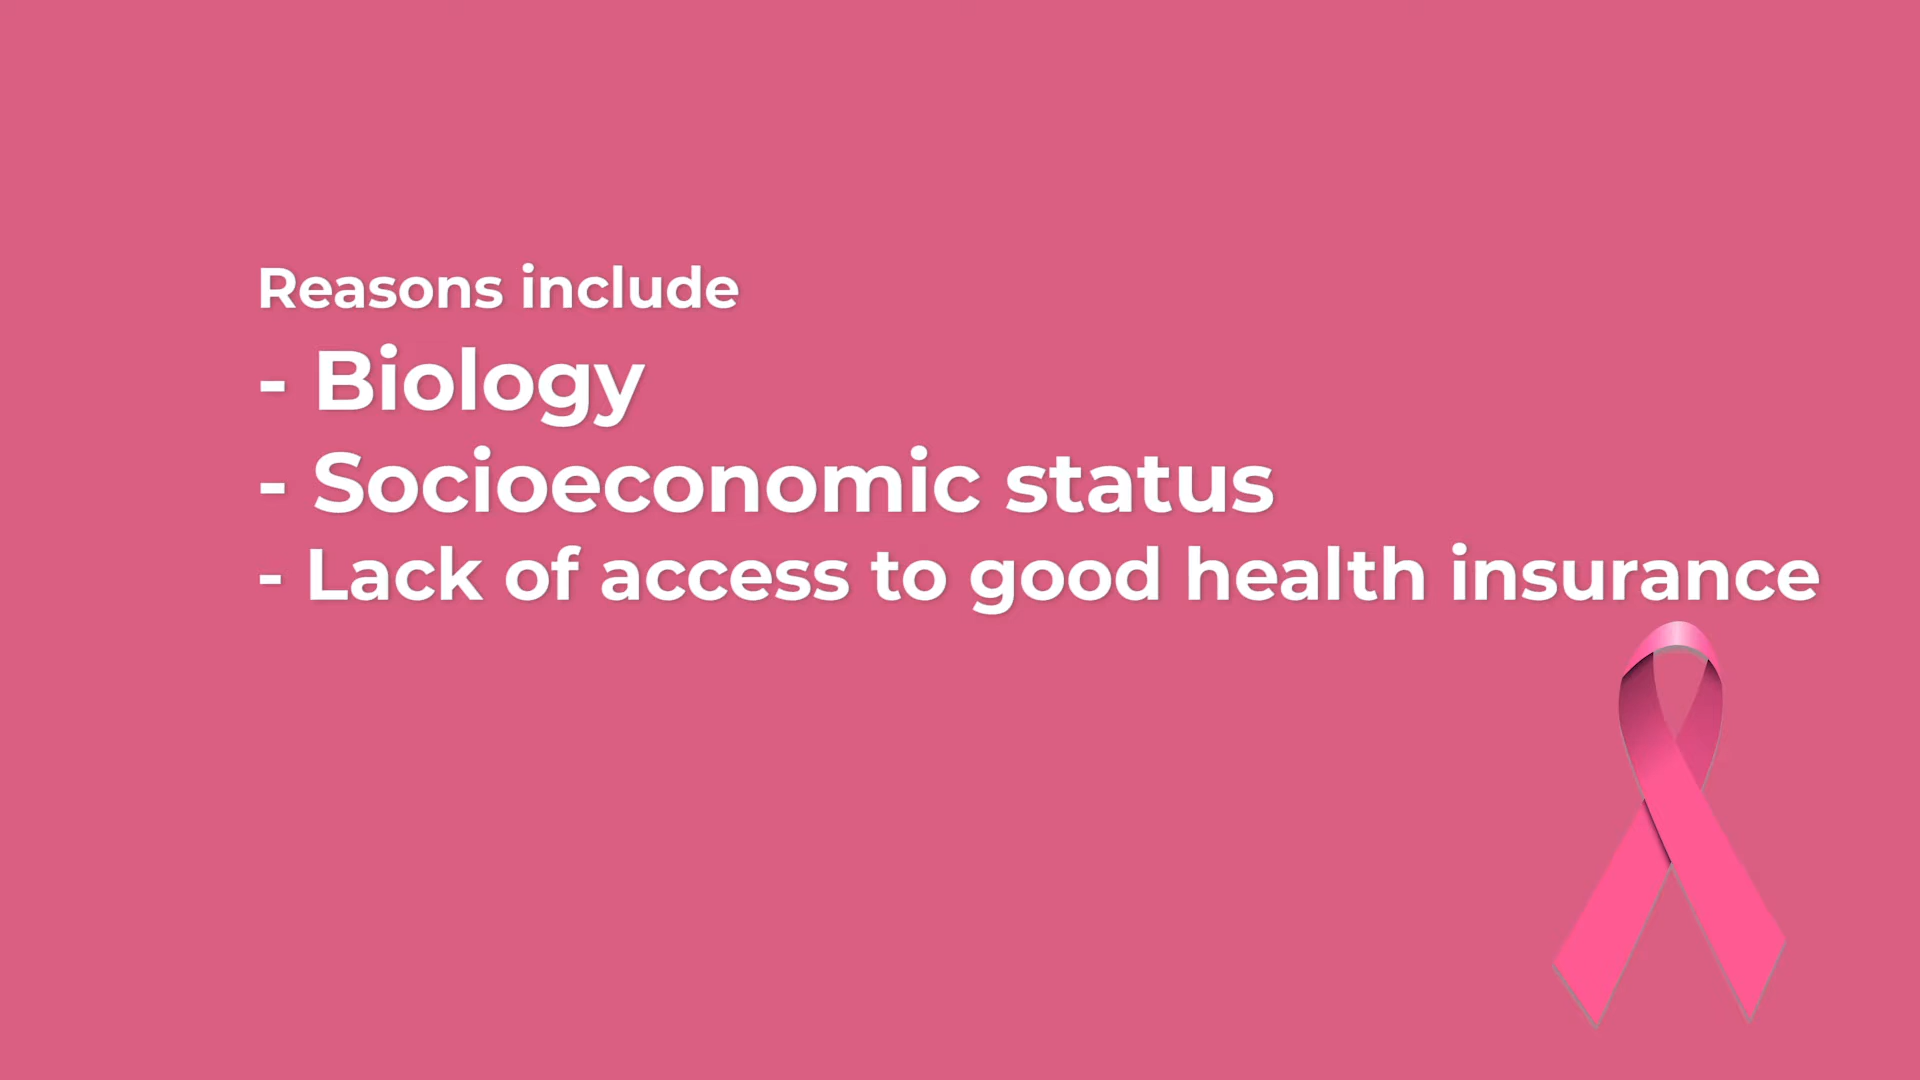 Reasons include
- Biology
- Socioeconomic status
- Lack of access to good health insurance